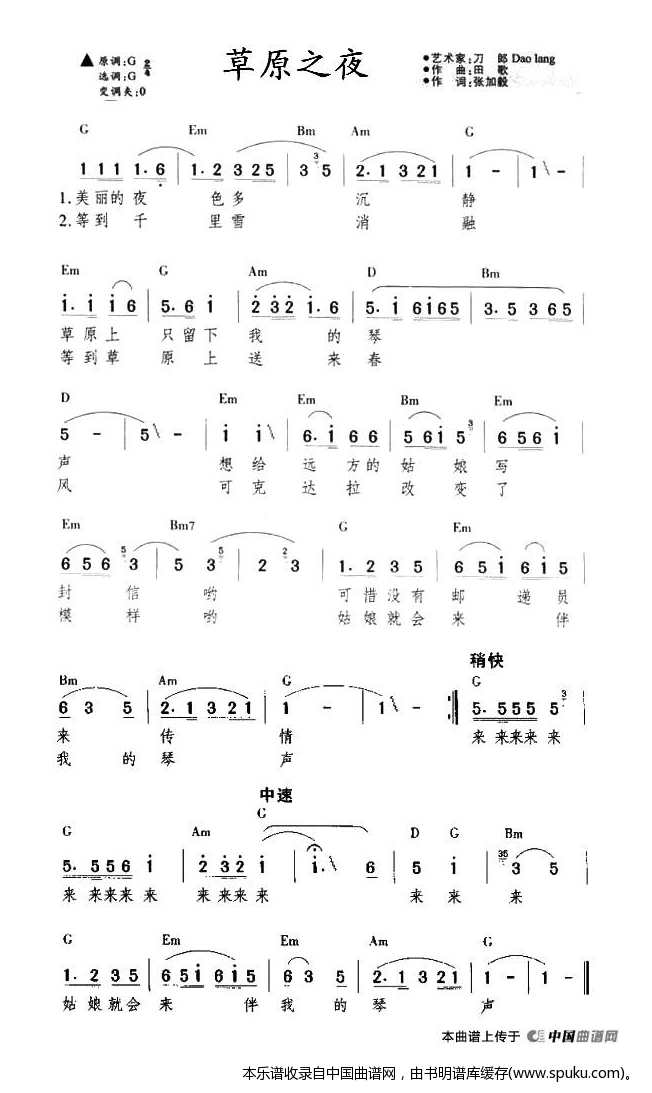 草原之夜
▲原调:G 2/4
选调:G
变调夹:0
●艺术家:刀 郎 Dao lang
●作 曲:田 歌
●作 词:张加毅
G Em Bm Am G
1 1 1 1· 6 | 1· 2 3 2 5 | 3 3 5 | 2· 1 3 2 1 | 1 - | 1 \ - |
1.美丽的夜 色多 沉 静
2.等到 千 里雪 消 融
Em G Am D Bm
1· 1 1 6 | 5· 6 1 | 2 3 2 1· 6 | 5· 1 6 1 6 5 | 3· 5 3 6 5 |
草原上 只留下 我 的琴
等到草 原上 送 来春
D Em Em Bm Em
5 - | 5 \ - | 1 1 \ | 6· 1 6 6 | 5 6 1 5 3 | 6 5 6 1 |
声 想给 远 方的 姑 娘写
风 可克 达拉 改 变了
Em Bm7 G Em
6 5 6 5 3 | 5 3 | 2 2 3 | 1· 2 3 5 | 6 5 1 6 1 5 |
封 信 哟 可惜没有邮 递员
模 样 哟 姑娘就会 来 伴
稍快
Bm Am G G
6 3 5 | 2· 1 3 2 1 | 1 - | 1 \ - :| 5· 5 5 5 5 3 |
来 传 情 来 来来来 来
我 的 琴 声
中速
G
G Am D G Bm
5· 5 5 6 1 | 2· 3 2 1 | 1· \ 6 | 5 1 | 35 3 - |
来 来来来 来 来 来来来 来 来 来
G Em Em Am G
1· 2 3 5 | 6 5 1 6 1 5 | 6 3 5 | 2· 1 3 2 1 | 1 - | 1 - ‖
姑 娘就会 来 伴 我 的 琴 声
本曲谱上传于 中国曲谱网
本乐谱收录自中国曲谱网，由书明谱库缓存(www.spuku.com)。